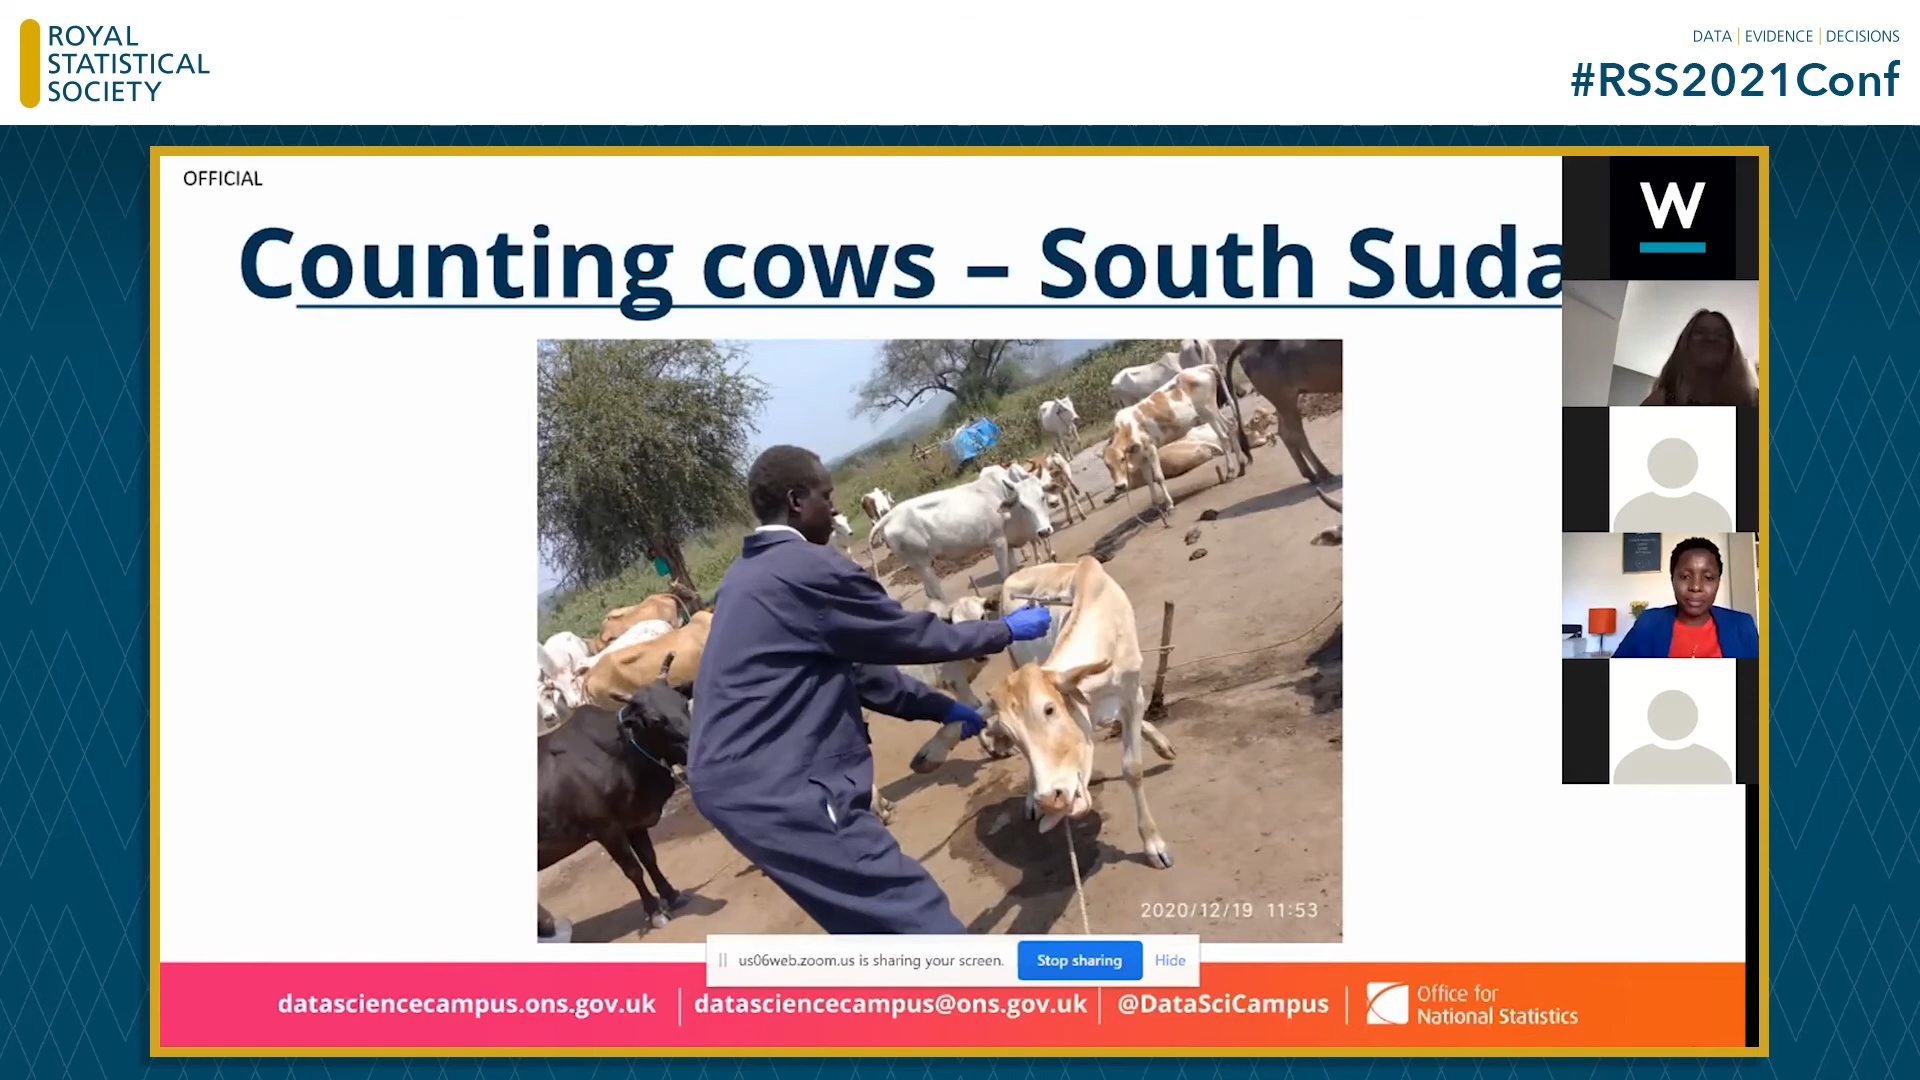 ROYAL
STATISTICAL
SOCIETY
DATA | EVIDENCE | DECISIONS
#RSS2021Conf
OFFICIAL
Counting cows – South Suda
W
2020/12/19 11:53
us06web.zoom.us is sharing your screen.
Stop sharing
Hide
datasciencecampus.ons.gov.uk
datasciencecampus@ons.gov.uk
@DataSciCampus
Office for
National Statistics